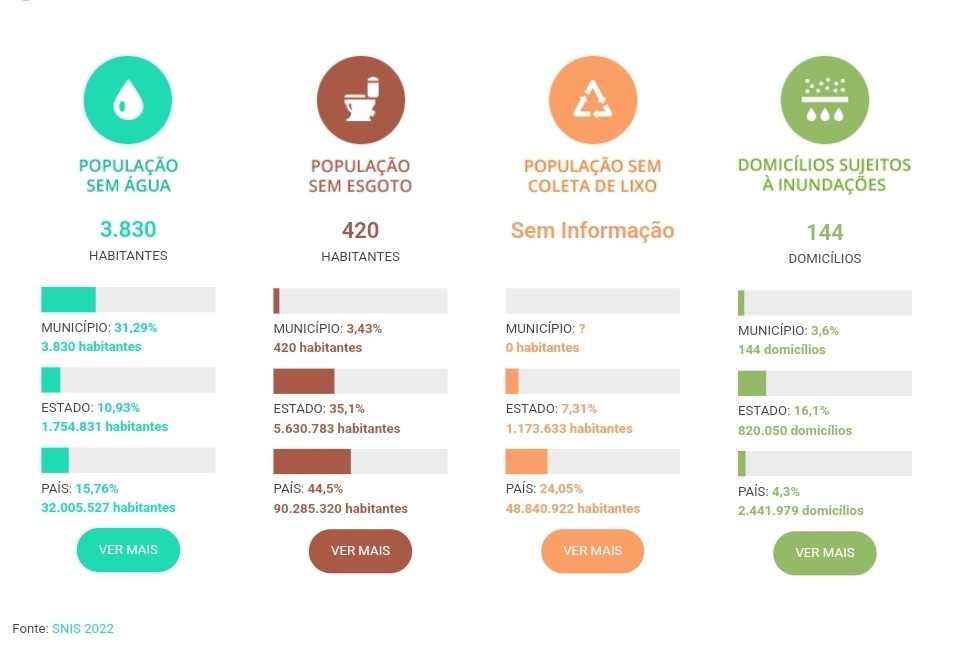 POPULAÇÃO
SEM ÁGUA
3.830
HABITANTES
MUNICÍPIO: 31,29%
3.830 habitantes
ESTADO: 10,93%
1.754.831 habitantes
PAÍS: 15,76%
32.005.527 habitantes
VER MAIS
POPULAÇÃO
SEM ESGOTO
420
HABITANTES
MUNICÍPIO: 3,43%
420 habitantes
ESTADO: 35,1%
5.630.783 habitantes
PAÍS: 44,5%
90.285.320 habitantes
VER MAIS
POPULAÇÃO SEM
COLETA DE LIXO
Sem Informação
MUNICÍPIO: ?
0 habitantes
ESTADO: 7,31%
1.173.633 habitantes
PAÍS: 24,05%
48.840.922 habitantes
VER MAIS
DOMICÍLIOS SUJEITOS
À INUNDAÇÕES
144
DOMICÍLIOS
MUNICÍPIO: 3,6%
144 domicílios
ESTADO: 16,1%
820.050 domicílios
PAÍS: 4,3%
2.441.979 domicílios
VER MAIS
Fonte: SNIS 2022